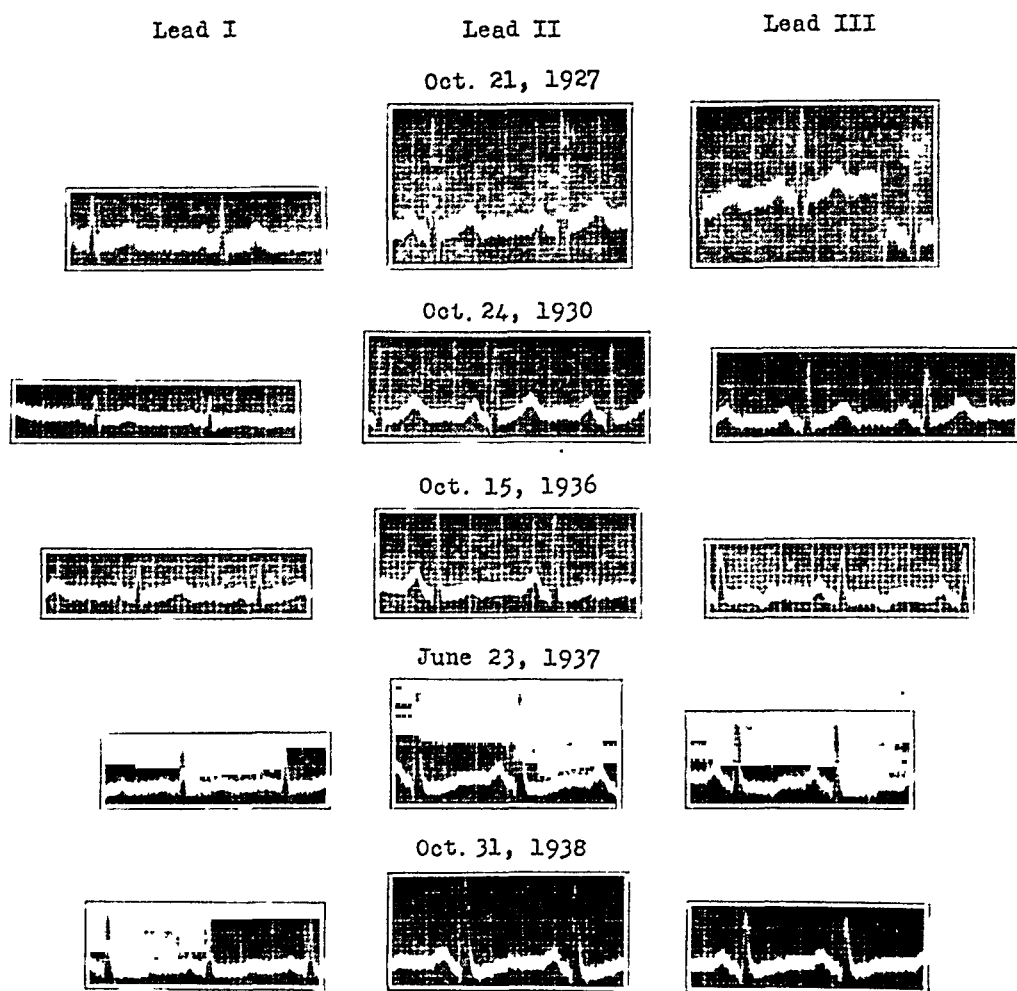 Lead I Lead II Lead III
Oct. 21, 1927
Oct. 24, 1930
Oct. 15, 1936
June 23, 1937
Oct. 31, 1938